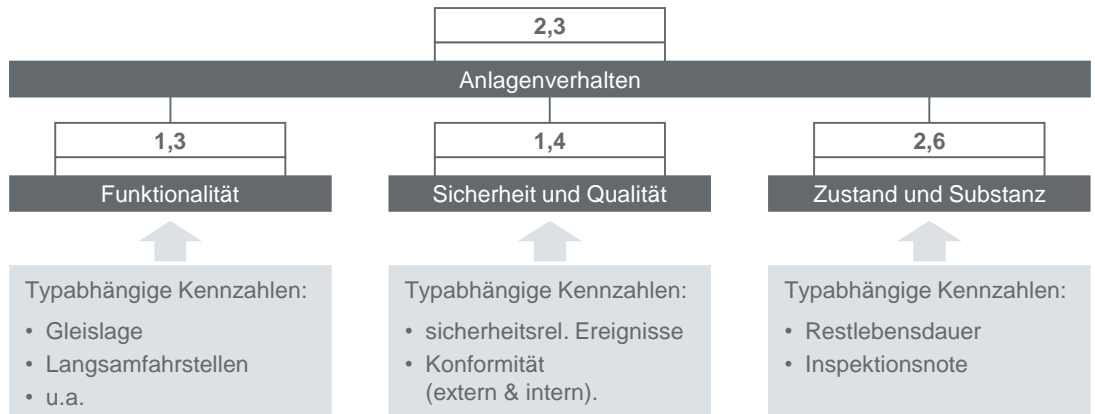 2,3
Anlagenverhalten
1,3
Funktionalität
1,4
Sicherheit und Qualität
2,6
Zustand und Substanz
Typabhängige Kennzahlen:
• Gleislage
• Langsamfahrstellen
• u.a.
Typabhängige Kennzahlen:
• sicherheitsrel. Ereignisse
• Konformität
(extern & intern).
Typabhängige Kennzahlen:
• Restlebensdauer
• Inspektionsnote